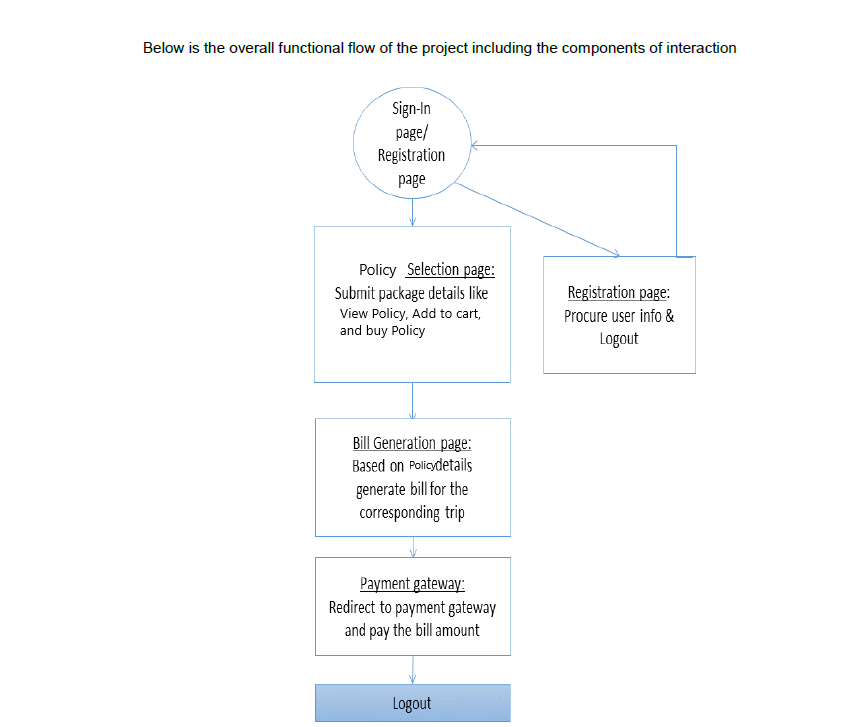 Below is the overall functional flow of the project including the components of interaction
Sign-In
page/
Registration
page
Policy Selection page:
Submit package details like
View Policy, Add to cart,
and buy Policy
Registration page:
Procure user info &
Logout
Bill Generation page:
Based on Policydetails
generate bill for the
corresponding trip
Payment gateway:
Redirect to payment gateway
and pay the bill amount
Logout